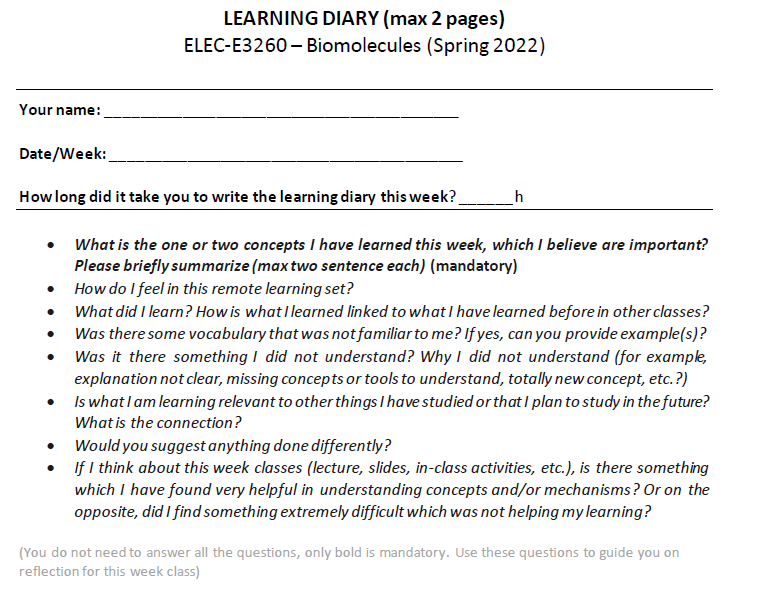 LEARNING DIARY (max 2 pages)
ELEC-E3260 – Biomolecules (Spring 2022)
Your name: ________________________________________
Date/Week: ________________________________________
How long did it take you to write the learning diary this week? ______ h
• What is the one or two concepts I have learned this week, which I believe are important?
Please briefly summarize (max two sentence each) (mandatory)
• How do I feel in this remote learning set?
• What did I learn? How is what I learned linked to what I have learned before in other classes?
• Was there some vocabulary that was not familiar to me? If yes, can you provide example(s)?
• Was it there something I did not understand? Why I did not understand (for example,
explanation not clear, missing concepts or tools to understand, totally new concept, etc.?)
• Is what I am learning relevant to other things I have studied or that I plan to study in the future?
What is the connection?
• Would you suggest anything done differently?
• If I think about this week classes (lecture, slides, in-class activities, etc.), is there something
which I have found very helpful in understanding concepts and/or mechanisms? Or on the
opposite, did I find something extremely difficult which was not helping my learning?
(You do not need to answer all the questions, only bold is mandatory. Use these questions to guide you on
reflection for this week class)